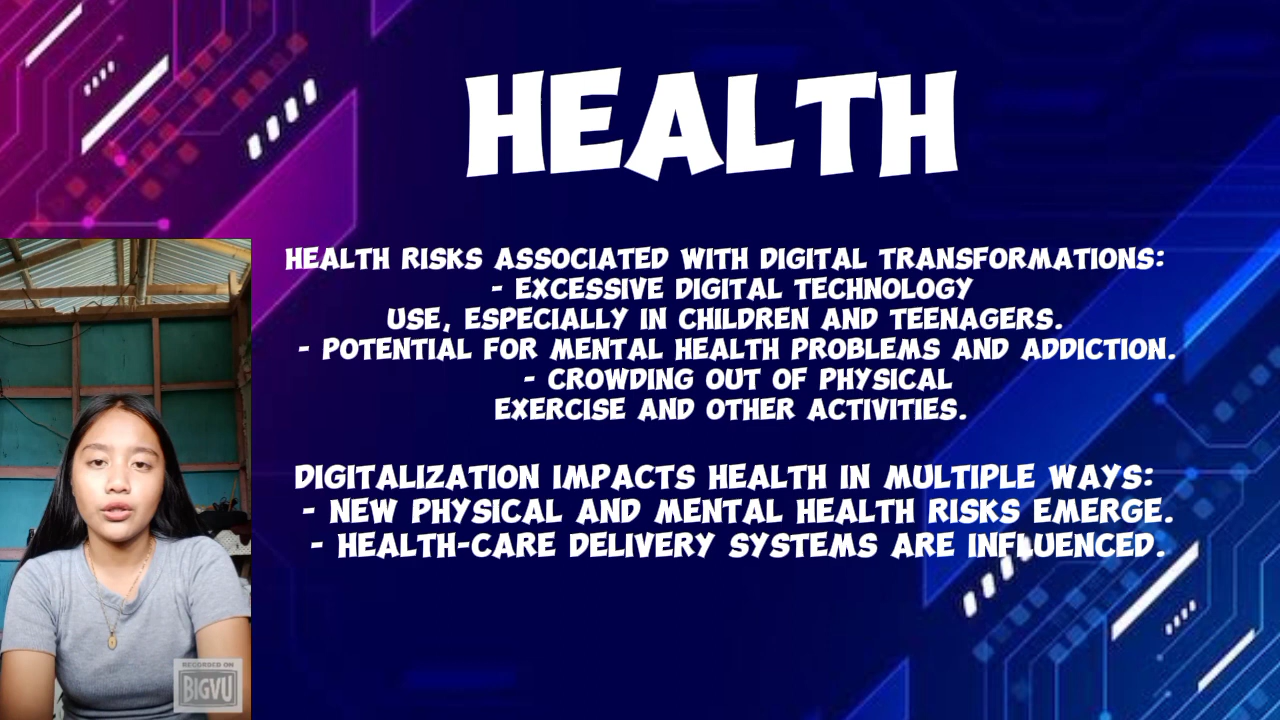 HEALTH
HEALTH RISKS ASSOCIATED WITH DIGITAL TRANSFORMATIONS:
- EXCESSIVE DIGITAL TECHNOLOGY
USE, ESPECIALLY IN CHILDREN AND TEENAGERS.
- POTENTIAL FOR MENTAL HEALTH PROBLEMS AND ADDICTION.
- CROWDING OUT OF PHYSICAL
EXERCISE AND OTHER ACTIVITIES.
DIGITALIZATION IMPACTS HEALTH IN MULTIPLE WAYS:
- NEW PHYSICAL AND MENTAL HEALTH RISKS EMERGE.
- HEALTH-CARE DELIVERY SYSTEMS ARE INFLUENCED.
RECORDED ON
BIGVU